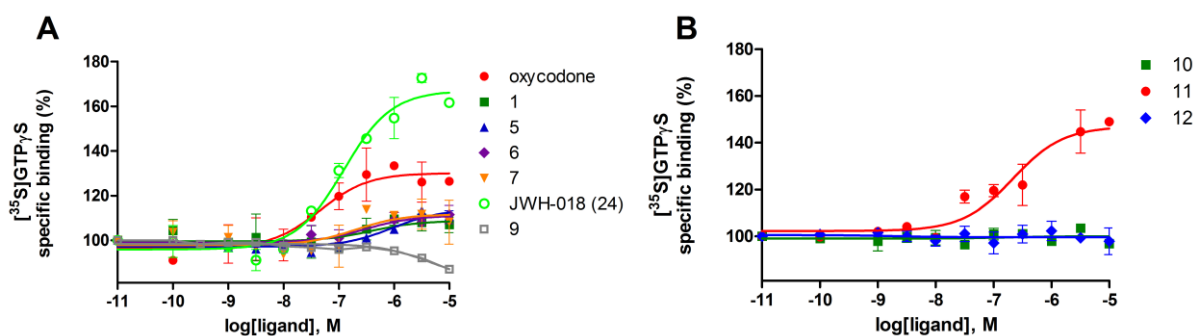 A
[³⁵S]GTPγS
specific binding (%)
180
160
140
120
100
-11 -10 -9 -8 -7 -6 -5
log[ligand], M
oxycodone
1
5
6
7
JWH-018 (24)
9
B
[³⁵S]GTPγS
specific binding (%)
180
160
140
120
100
-11 -10 -9 -8 -7 -6 -5
log[ligand], M
10
11
12